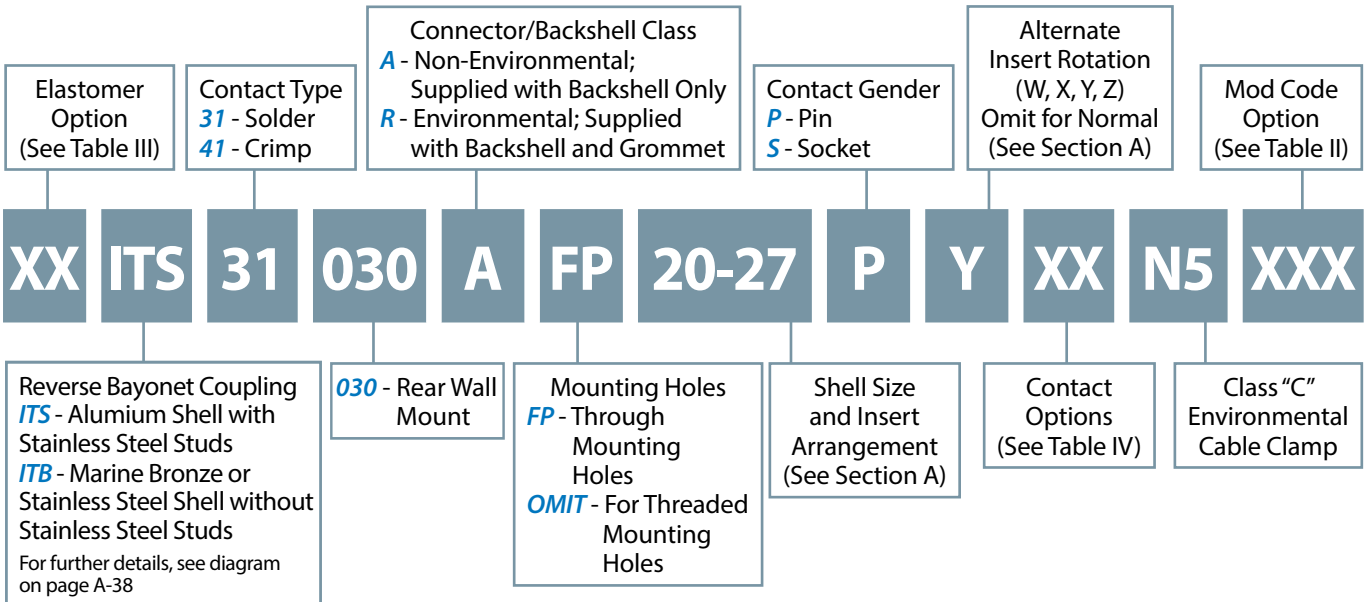 Elastomer
Option
(See Table III)
Contact Type
31 - Solder
41 - Crimp
Connector/Backshell Class
A - Non-Environmental;
Supplied with Backshell Only
R - Environmental; Supplied
with Backshell and Grommet
Contact Gender
P - Pin
S - Socket
Alternate
Insert Rotation
(W, X, Y, Z)
Omit for Normal
(See Section A)
Mod Code
Option
(See Table II)
XX ITS 31 030 A FP 20-27 P Y XX N5 XXX
Reverse Bayonet Coupling
ITS - Alumium Shell with
Stainless Steel Studs
ITB - Marine Bronze or
Stainless Steel Shell without
Stainless Steel Studs
For further details, see diagram
on page A-38
030 - Rear Wall
Mount
Mounting Holes
FP - Through
Mounting
Holes
OMIT - For Threaded
Mounting
Holes
Shell Size
and Insert
Arrangement
(See Section A)
Contact
Options
(See Table IV)
Class "C"
Environmental
Cable Clamp